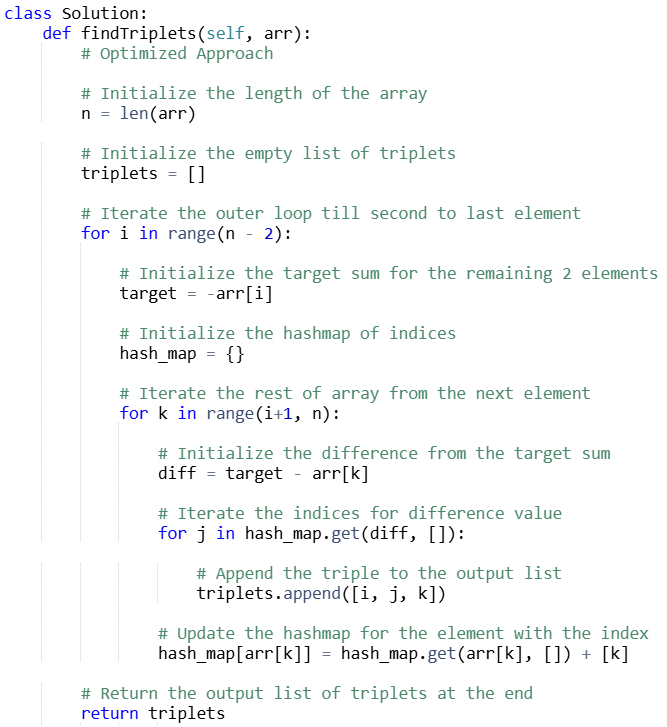 class Solution:
    def findTriplets(self, arr):
        # Optimized Approach

        # Initialize the length of the array
        n = len(arr)

        # Initialize the empty list of triplets
        triplets = []

        # Iterate the outer loop till second to last element
        for i in range(n - 2):

            # Initialize the target sum for the remaining 2 elements
            target = -arr[i]

            # Initialize the hashmap of indices
            hash_map = {}

            # Iterate the rest of array from the next element
            for k in range(i+1, n):

                # Initialize the difference from the target sum
                diff = target - arr[k]

                # Iterate the indices for difference value
                for j in hash_map.get(diff, []):

                    # Append the triple to the output list
                    triplets.append([i, j, k])

                # Update the hashmap for the element with the index
                hash_map[arr[k]] = hash_map.get(arr[k], []) + [k]

        # Return the output list of triplets at the end
        return triplets